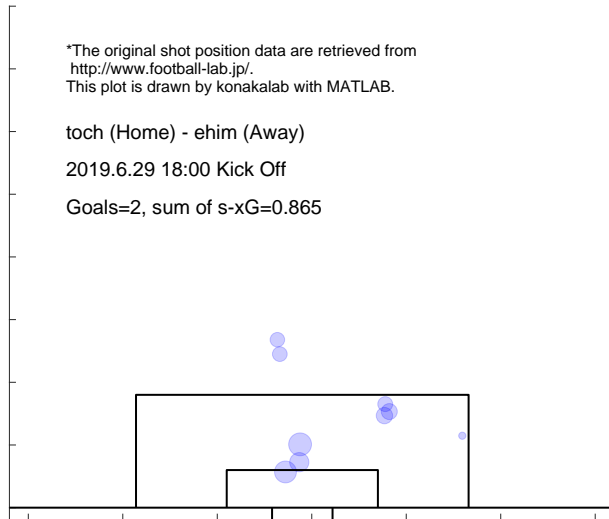 *The original shot position data are retrieved from
http://www.football-lab.jp/.
This plot is drawn by konakalab with MATLAB.
toch (Home) - ehim (Away)
2019.6.29 18:00 Kick Off
Goals=2, sum of s-xG=0.865